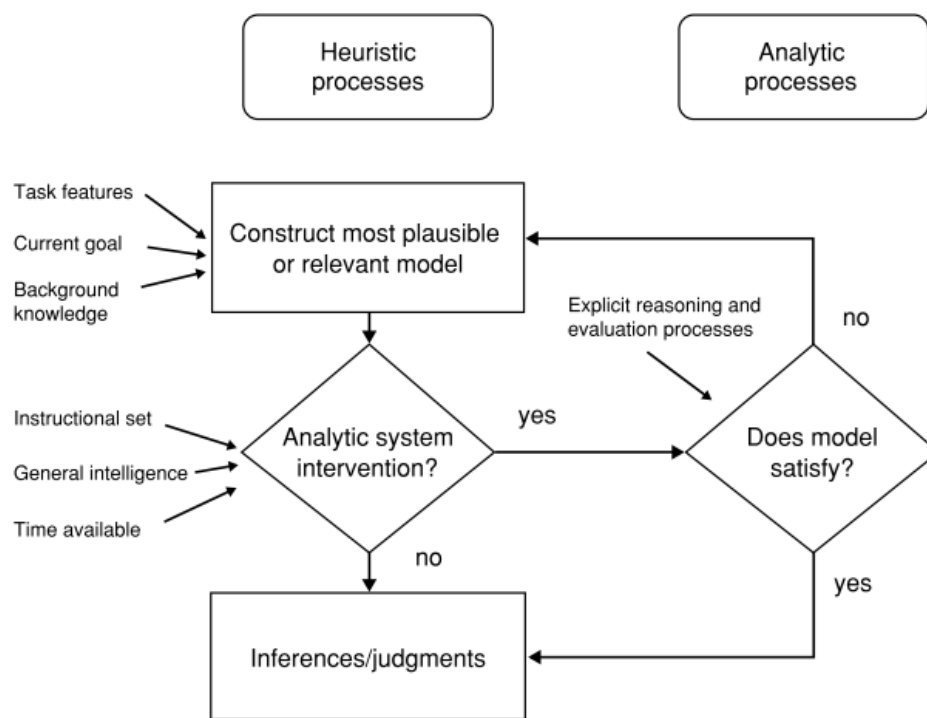 Heuristic
processes
Analytic
processes
Task features
Current goal
Background
knowledge
Construct most plausible
or relevant model
Explicit reasoning and
evaluation processes
no
Instructional set
General intelligence
Time available
Analytic system
intervention?
yes
Does model
satisfy?
no
yes
Inferences/judgments